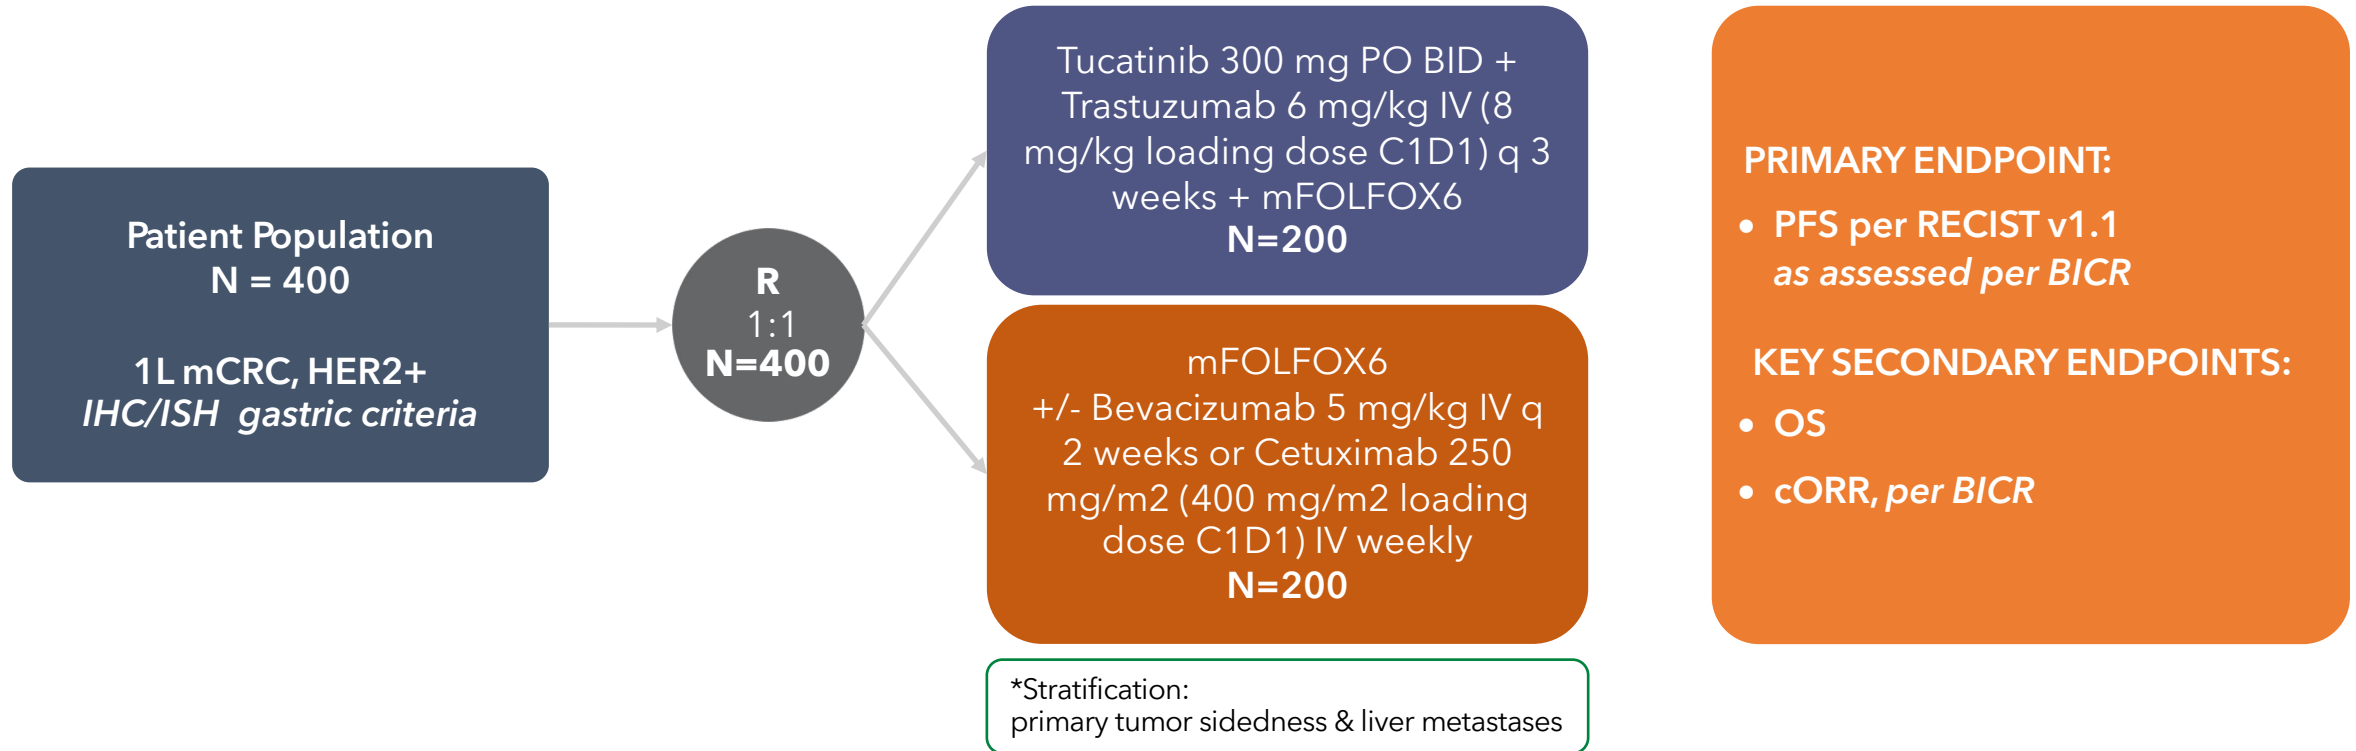 Patient Population
N = 400
1L mCRC, HER2+
IHC/ISH gastric criteria
R
1:1
N=400
Tucatinib 300 mg PO BID +
Trastuzumab 6 mg/kg IV (8
mg/kg loading dose C1D1) q 3
weeks + mFOLFOX6
N=200
mFOLFOX6
+/- Bevacizumab 5 mg/kg IV q
2 weeks or Cetuximab 250
mg/m2 (400 mg/m2 loading
dose C1D1) IV weekly
N=200
*Stratification:
primary tumor sidedness & liver metastases
PRIMARY ENDPOINT:
• PFS per RECIST v1.1
as assessed per BICR
KEY SECONDARY ENDPOINTS:
• OS
• cORR, per BICR